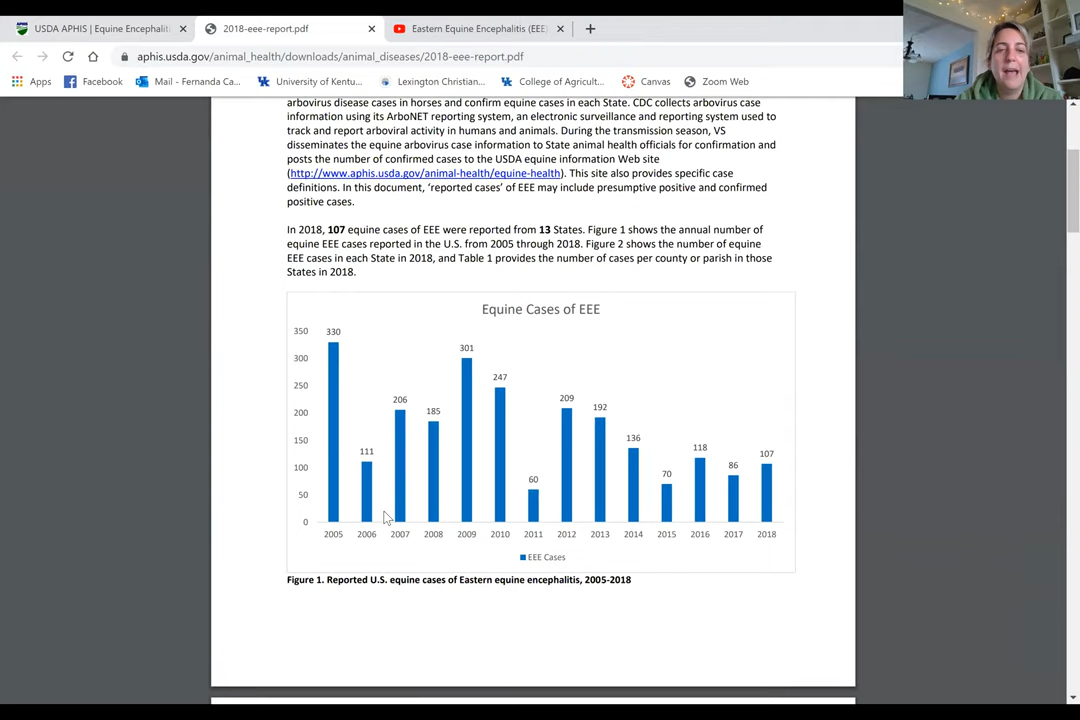 USDA APHIS | Equine Encephalit
2018-eee-report.pdf
Eastern Equine Encephalitis (EEE
aphis.usda.gov/animal_health/downloads/animal_diseases/2018-eee-report.pdf
Apps
Facebook
Mail - Fernanda Ca...
University of Kentu...
Lexington Christian...
College of Agricult...
Canvas
Zoom Web
arbovirus disease cases in horses and confirm equine cases in each State. CDC collects arbovirus case
information using its ArboNET reporting system, an electronic surveillance and reporting system used to
track and report arboviral activity in humans and animals. During the transmission season, VS
disseminates the equine arbovirus case information to State animal health officials for confirmation and
posts the number of confirmed cases to the USDA equine information Web site
(http://www.aphis.usda.gov/animal-health/equine-health). This site also provides specific case
definitions. In this document, ‘reported cases’ of EEE may include presumptive positive and confirmed
positive cases.
In 2018, 107 equine cases of EEE were reported from 13 States. Figure 1 shows the annual number of
equine EEE cases reported in the U.S. from 2005 through 2018. Figure 2 shows the number of equine
EEE cases in each State in 2018, and Table 1 provides the number of cases per county or parish in those
States in 2018.
Equine Cases of EEE
350
300
250
200
150
100
50
0
330
111
206
185
301
247
60
209
192
136
70
118
86
107
2005 2006 2007 2008 2009 2010 2011 2012 2013 2014 2015 2016 2017 2018
EEE Cases
Figure 1. Reported U.S. equine cases of Eastern equine encephalitis, 2005-2018